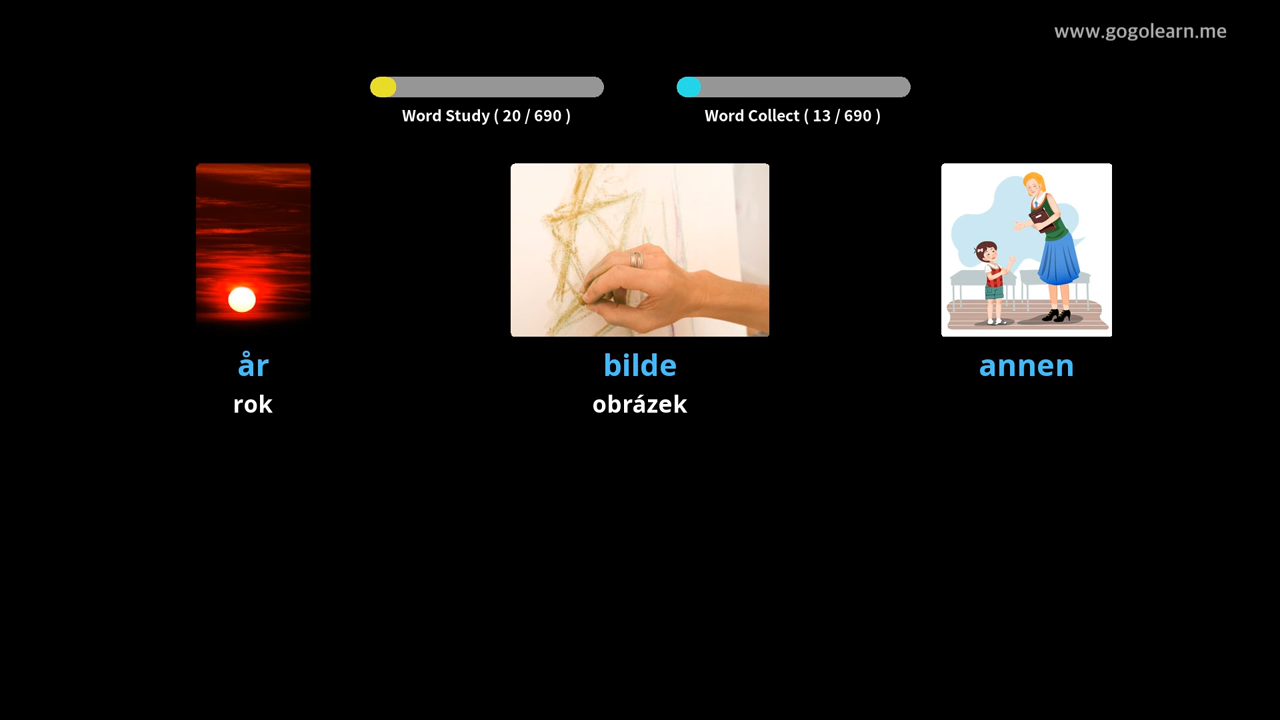 www.gogolearn.me
Word Study ( 20 / 690 )
Word Collect ( 13 / 690 )
år
bilde
annen
rok
obrázek